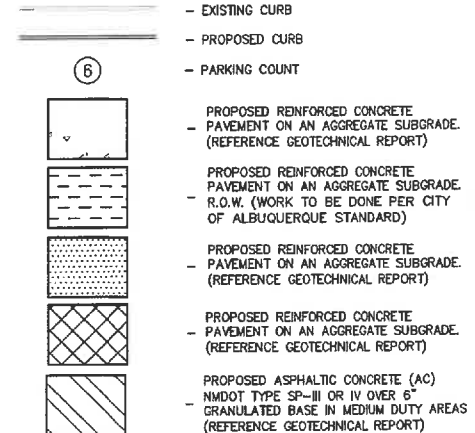 - EXISTING CURB
- PROPOSED CURB
6 - PARKING COUNT
PROPOSED REINFORCED CONCRETE
- PAVEMENT ON AN AGGREGATE SUBGRADE.
(REFERENCE GEOTECHNICAL REPORT)
PROPOSED REINFORCED CONCRETE
PAVEMENT ON AN AGGREGATE SUBGRADE.
- R.O.W. (WORK TO BE DONE PER CITY
OF ALBUQUERQUE STANDARD)
PROPOSED REINFORCED CONCRETE
- PAVEMENT ON AN AGGREGATE SUBGRADE.
(REFERENCE GEOTECHNICAL REPORT)
PROPOSED REINFORCED CONCRETE
- PAVEMENT ON AN AGGREGATE SUBGRADE.
(REFERENCE GEOTECHNICAL REPORT)
PROPOSED ASPHALTIC CONCRETE (AC)
NMDOT TYPE SP-III OR IV OVER 6"
- GRANULATED BASE IN MEDIUM DUTY AREAS
(REFERENCE GEOTECHNICAL REPORT)